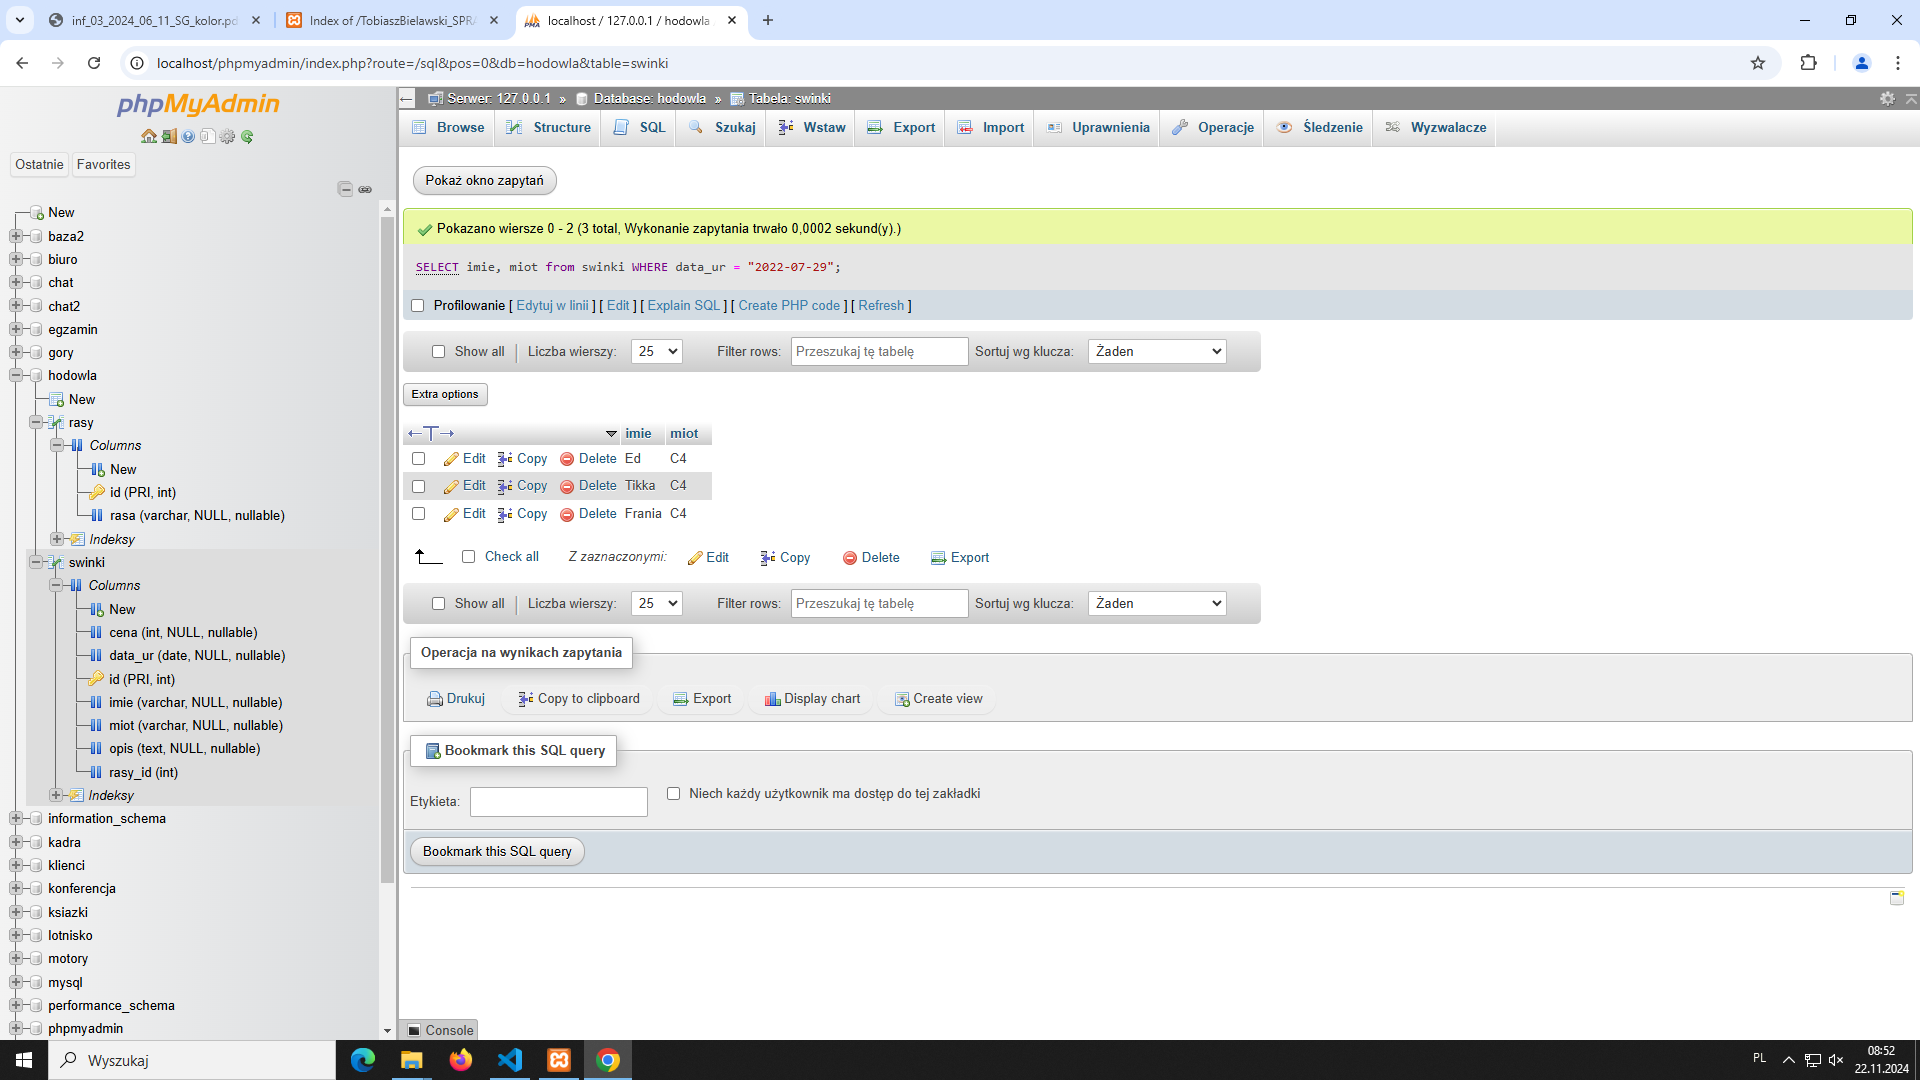 inf_03_2024_06_11_SG_kolor.pd
Index of /TobiaszBielawski_SPRA
localhost / 127.0.0.1 / hodowla
localhost/phpmyadmin/index.php?route=/sql&pos=0&db=hodowla&table=swinki
phpMyAdmin
Ostatnie
Favorites
New
baza2
biuro
chat
chat2
egzamin
gory
hodowla
New
rasy
Columns
New
id (PRI, int)
rasa (varchar, NULL, nullable)
Indeksy
swinki
Columns
New
cena (int, NULL, nullable)
data_ur (date, NULL, nullable)
id (PRI, int)
imie (varchar, NULL, nullable)
miot (varchar, NULL, nullable)
opis (text, NULL, nullable)
rasy_id (int)
Indeksy
information_schema
kadra
klienci
konferencja
ksiazki
lotnisko
motory
mysql
performance_schema
phpmyadmin
Serwer: 127.0.0.1 » Database: hodowla » Tabela: swinki
Browse Structure SQL Szukaj Wstaw Export Import Uprawnienia Operacje Śledzenie Wyzwalacze
Pokaż okno zapytań
Pokazano wiersze 0 - 2 (3 total, Wykonanie zapytania trwało 0,0002 sekund(y).)
SELECT imie, miot from swinki WHERE data_ur = "2022-07-29";
Profilowanie [ Edytuj w linii ] [ Edit ] [ Explain SQL ] [ Create PHP code ] [ Refresh ]
Show all Liczba wierszy: 25 Filter rows: Przeszukaj tę tabelę Sortuj wg klucza: Żaden
Extra options
imie miot
Edit Copy Delete Ed C4
Edit Copy Delete Tikka C4
Edit Copy Delete Frania C4
Check all Z zaznaczonymi: Edit Copy Delete Export
Show all Liczba wierszy: 25 Filter rows: Przeszukaj tę tabelę Sortuj wg klucza: Żaden
Operacja na wynikach zapytania
Drukuj Copy to clipboard Export Display chart Create view
Bookmark this SQL query
Etykieta: Niech każdy użytkownik ma dostęp do tej zakładki
Bookmark this SQL query
Console
Wyszukaj
PL
08:52
22.11.2024